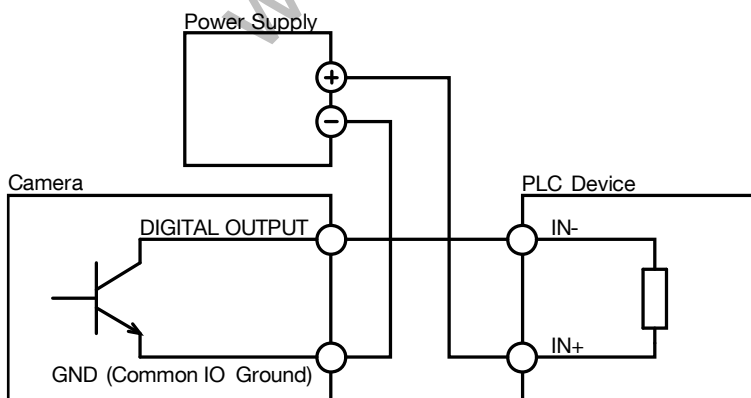 Power Supply
+
−
Camera
PLC Device
DIGITAL OUTPUT
IN-
IN+
GND (Common IO Ground)